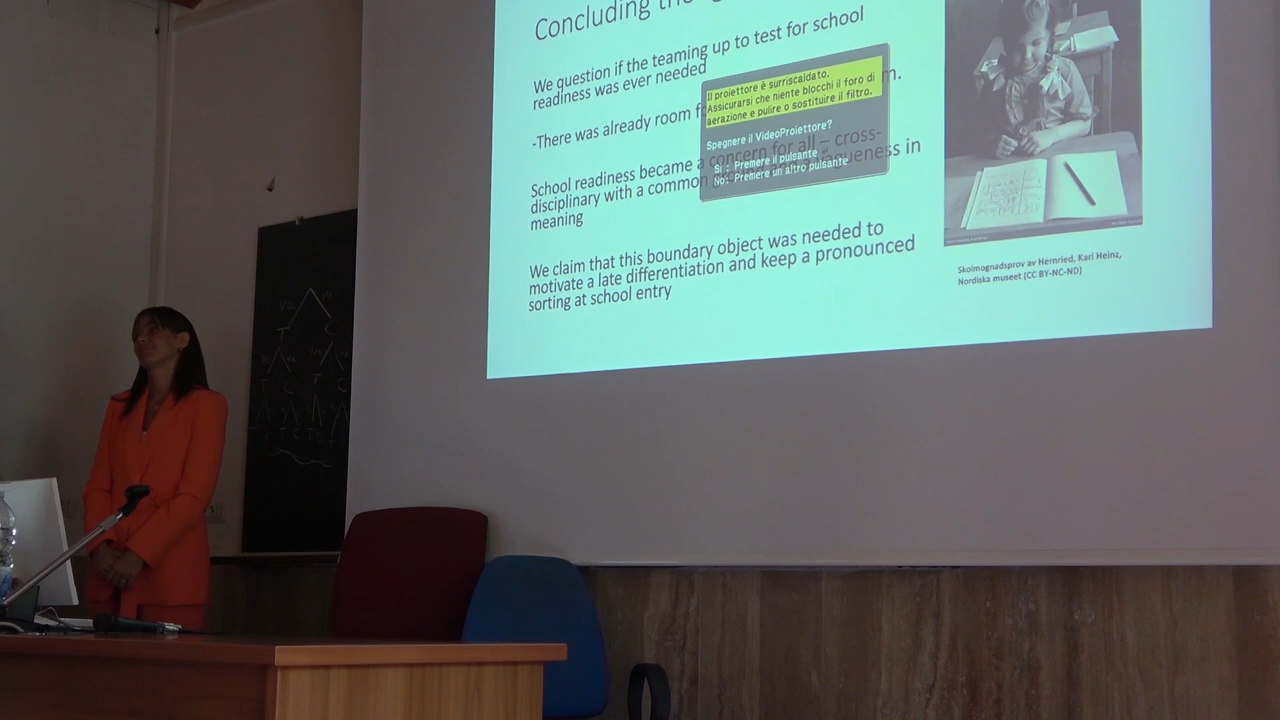 Concluding
We question if the teaming up to test for school
readiness was ever needed
-There was already room
m.
School readiness became a concern for all – cross-
disciplinary with a common vagueness in
meaning
We claim that this boundary object was needed to
motivate a late differentiation and keep a pronounced
sorting at school entry
Il proiettore è surriscaldato.
Assicurarsi che niente blocchi il foro di
aerazione e pulire o sostituire il filtro.
Spegnere il VideoProiettore?
Sì : Premere il pulsante
No: Premere un altro pulsante
Skolmognadsprov av Hernried, Karl Heinz,
Nordiska museet (CC BY-NC-ND)